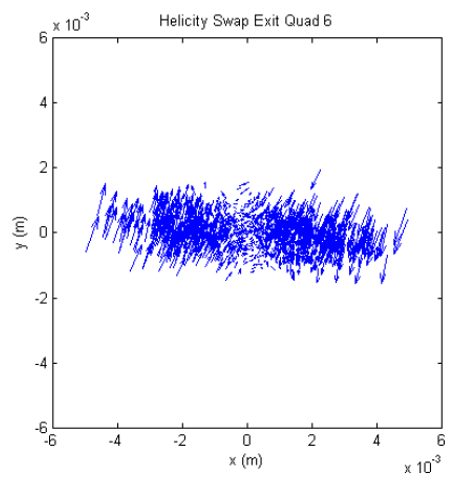 x 10⁻³
Helicity Swap Exit Quad 6
6
4
2
0
-2
-4
-6
y (m)
-6 -4 -2 0 2 4 6
x (m)
x 10⁻³